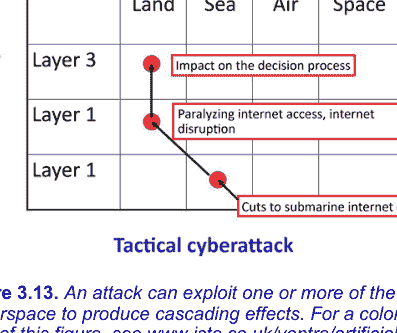 Land Sea Air Space
Layer 3
Impact on the decision process
Layer 1
Paralyzing internet access, internet
disruption
Layer 1
Cuts to submarine internet
Tactical cyberattack
3.13. An attack can exploit one or more of the
to produce cascading effects. For a
of this figure, see